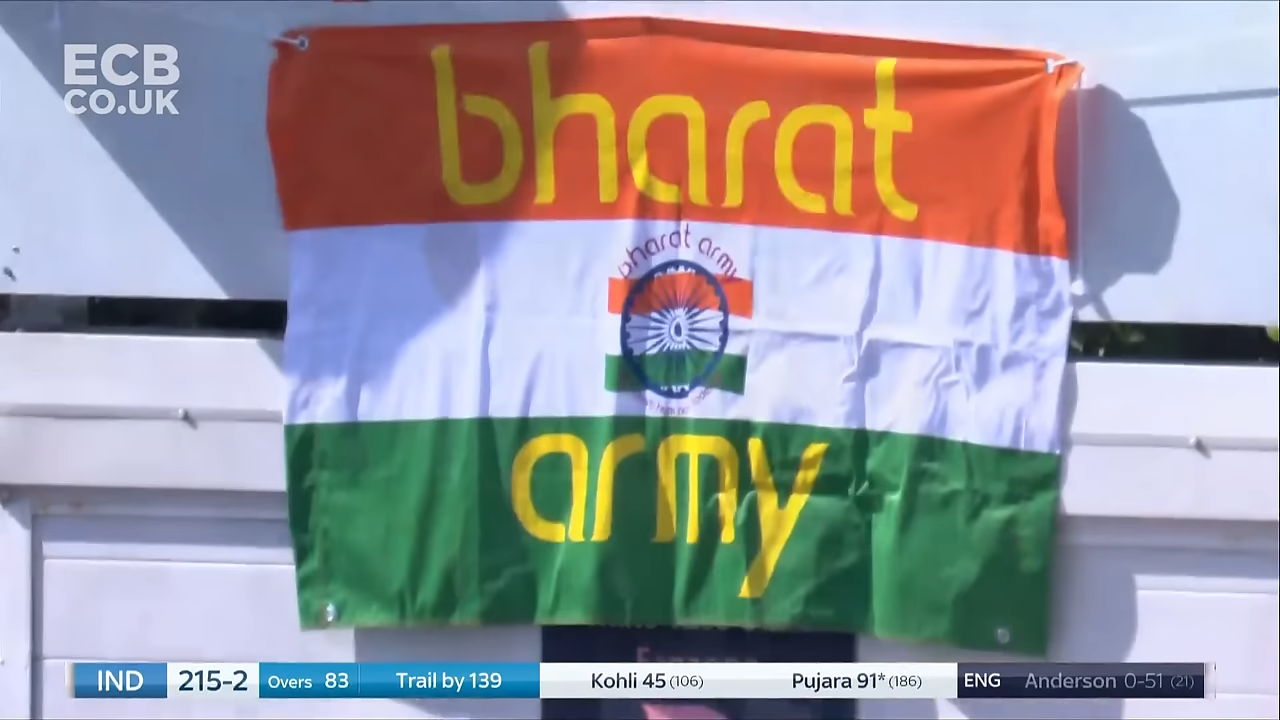 ECB
CO.UK
bharat
bharat army
army
IND 215-2 Overs 83 Trail by 139 Kohli 45 (106) Pujara 91* (186) ENG Anderson 0-51 (21)